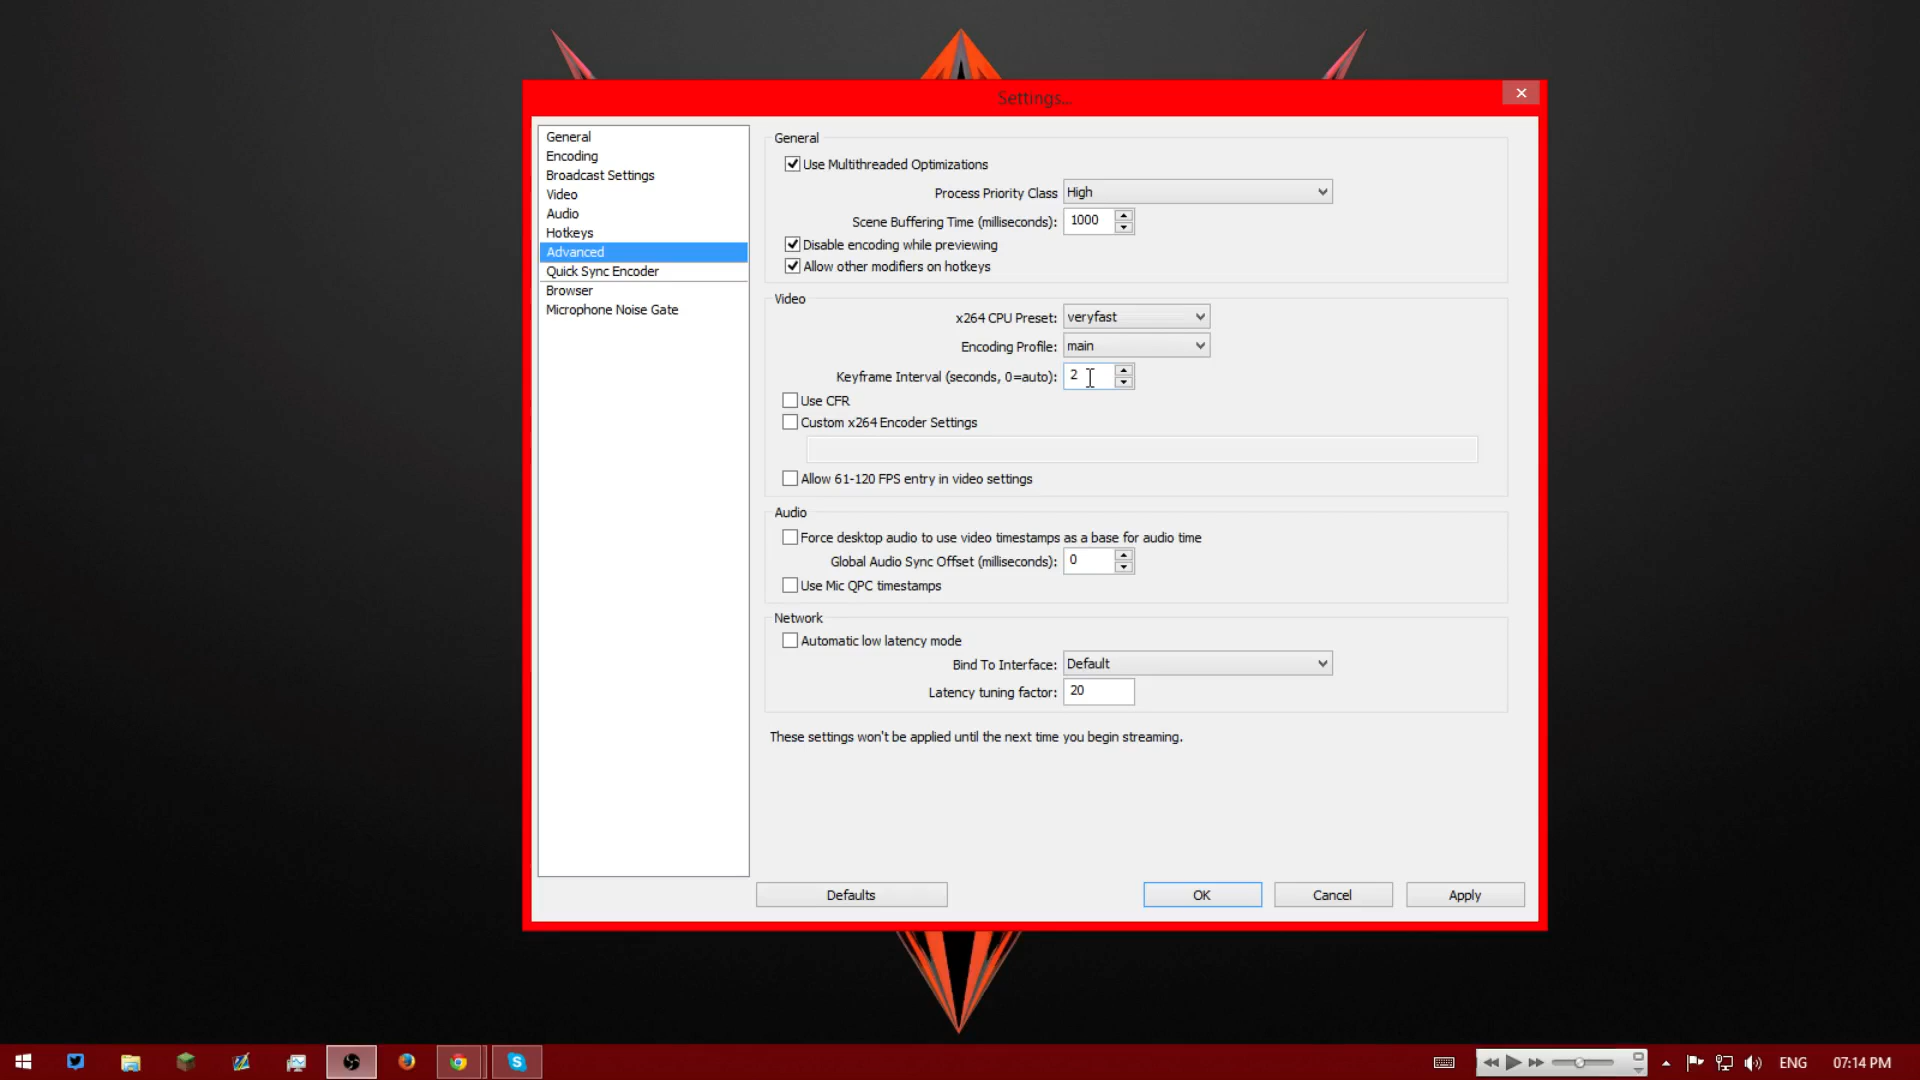 Settings...
General
Encoding
Broadcast Settings
Video
Audio
Hotkeys
Advanced
Quick Sync Encoder
Browser
Microphone Noise Gate
General
Use Multithreaded Optimizations
Process Priority Class High
Scene Buffering Time (milliseconds): 1000
Disable encoding while previewing
Allow other modifiers on hotkeys
Video
x264 CPU Preset: veryfast
Encoding Profile: main
Keyframe Interval (seconds, 0=auto): 2
Use CFR
Custom x264 Encoder Settings
Allow 61-120 FPS entry in video settings
Audio
Force desktop audio to use video timestamps as a base for audio time
Global Audio Sync Offset (milliseconds): 0
Use Mic QPC timestamps
Network
Automatic low latency mode
Bind To Interface: Default
Latency tuning factor: 20
These settings won't be applied until the next time you begin streaming.
Defaults OK Cancel Apply
ENG 07:14 PM